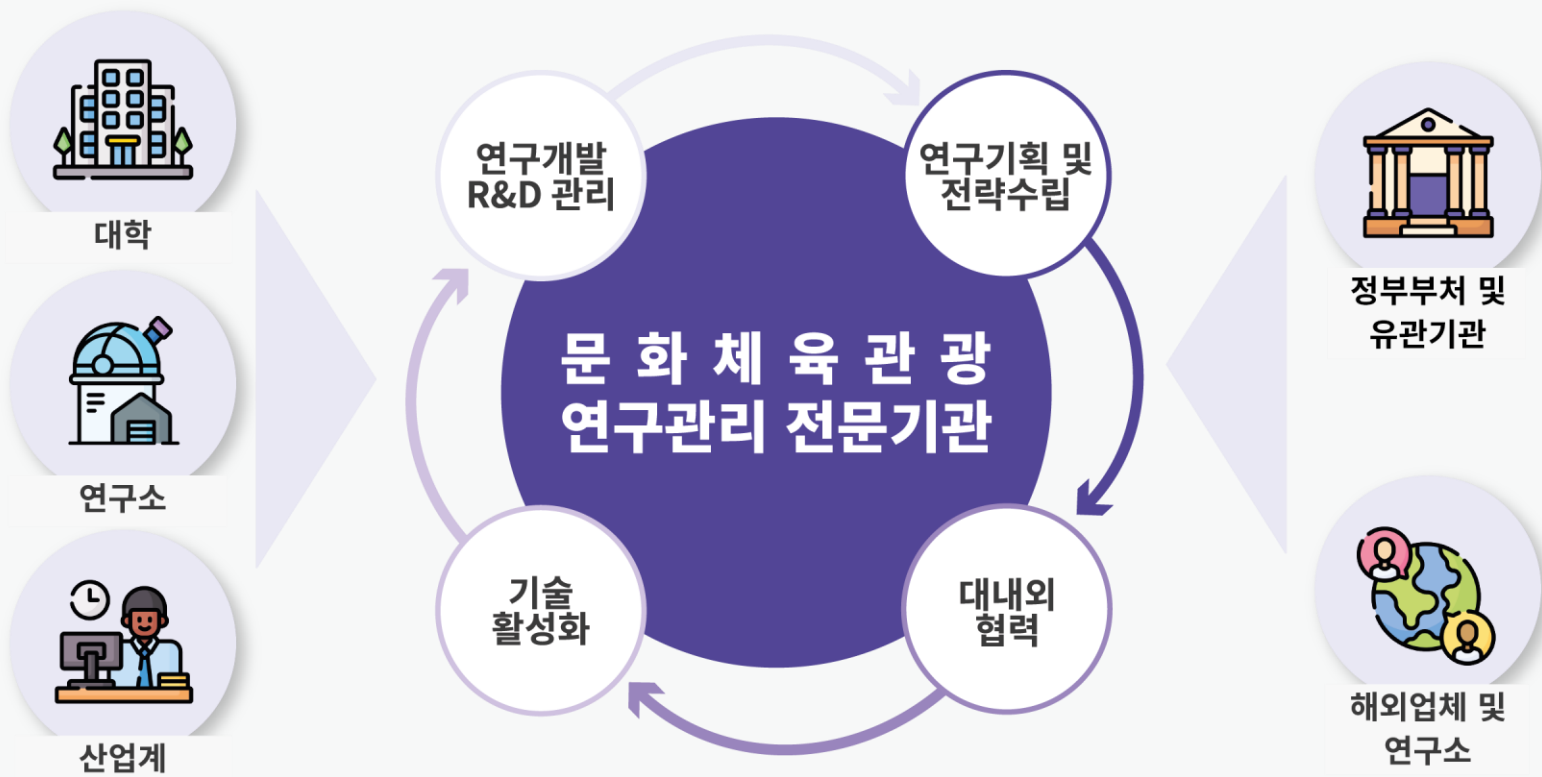 대학
연구소
산업계
연구개발
R&D 관리
연구기획 및
전략수립
문화체육관광
연구관리 전문기관
기술
활성화
대내외
협력
정부부처 및
유관기관
해외업체 및
연구소